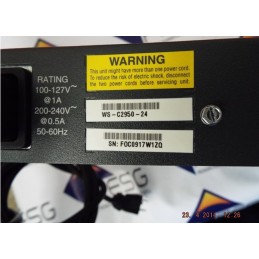 WARNING
This unit might have more than one power cord.
To reduce the risk of electric shock, disconnect
the two power cords before servicing unit.
RATING
100-127V~
@1A
200-240V~
@0.5A
50-60Hz
WS-C2950-24
SN: FOC0917W1ZQ
ESG